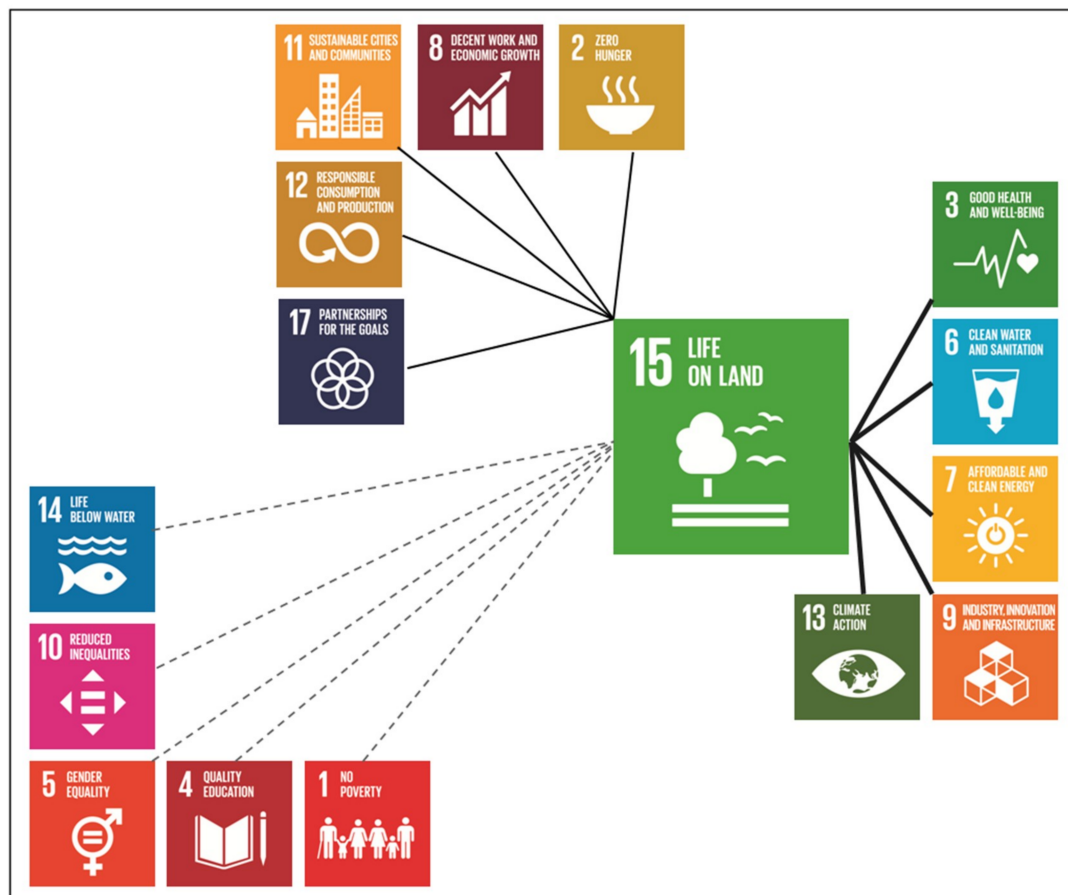 11 SUSTAINABLE CITIES
AND COMMUNITIES
8 DECENT WORK AND
ECONOMIC GROWTH
2 ZERO
HUNGER
12 RESPONSIBLE
CONSUMPTION
AND PRODUCTION
17 PARTNERSHIPS
FOR THE GOALS
3 GOOD HEALTH
AND WELL-BEING
6 CLEAN WATER
AND SANITATION
15 LIFE
ON LAND
7 AFFORDABLE AND
CLEAN ENERGY
14 LIFE
BELOW WATER
13 CLIMATE
ACTION
9 INDUSTRY, INNOVATION
AND INFRASTRUCTURE
10 REDUCED
INEQUALITIES
5 GENDER
EQUALITY
4 QUALITY
EDUCATION
1 NO
POVERTY